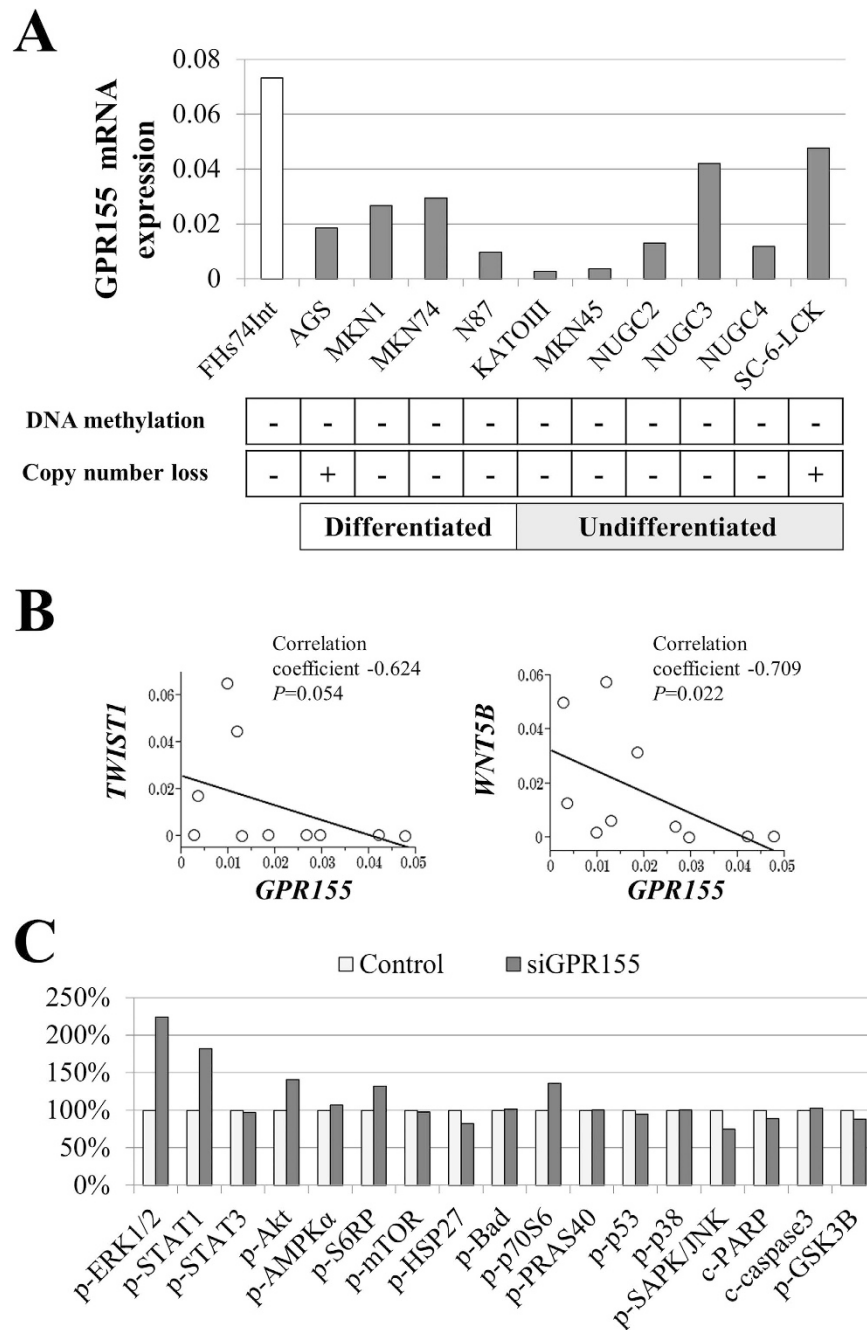 A
GPR155 mRNA
expression
0.08
0.06
0.04
0.02
0
FHs74Int
AGS
MKN1
MKN74
N87
KATOIII
MKN45
NUGC2
NUGC3
NUGC4
SC-6-LCK
DNA methylation - - - - - - - - - - -
Copy number loss - + - - - - - - - - +
Differentiated Undifferentiated
B
Correlation
coefficient -0.624
P=0.054
TWIST1
0.06
0.04
0.02
0
0 0.01 0.02 0.03 0.04 0.05
GPR155
Correlation
coefficient -0.709
P=0.022
WNT5B
0.06
0.04
0.02
0
0 0.01 0.02 0.03 0.04 0.05
GPR155
C
Control siGPR155
250%
200%
150%
100%
50%
0%
p-ERK1/2
p-STAT1
p-STAT3
p-Akt
p-AMPKα
p-S6RP
p-mTOR
p-HSP27
p-Bad
p-p70S6
p-PRAS40
p-p53
p-p38
p-SAPK/JNK
c-PARP
c-caspase3
p-GSK3B